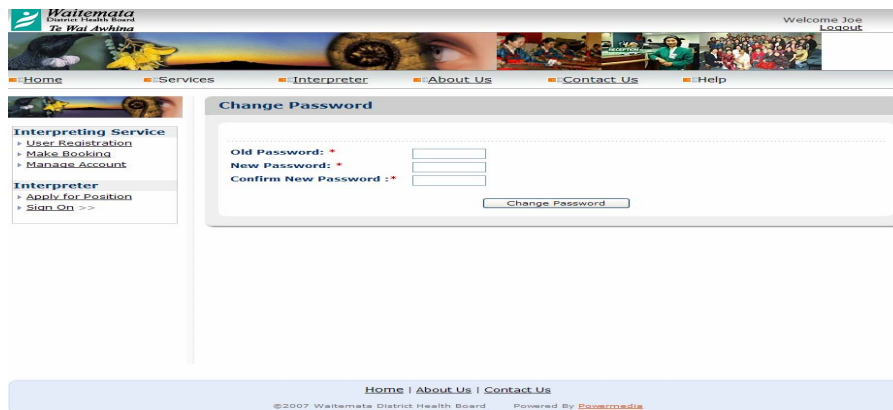 Waitemata
District Health Board
Te Wai Awhina
Welcome Joe
Logout
RECEPTION
Home Services Interpreter About Us Contact Us Help
Change Password
Interpreting Service
User Registration
Make Booking
Manage Account
Interpreter
Apply for Position
Sign On >>
Old Password: *
New Password: *
Confirm New Password :*
Change Password
Home | About Us | Contact Us
©2007 Waitemata District Health Board Powered By Powermedia